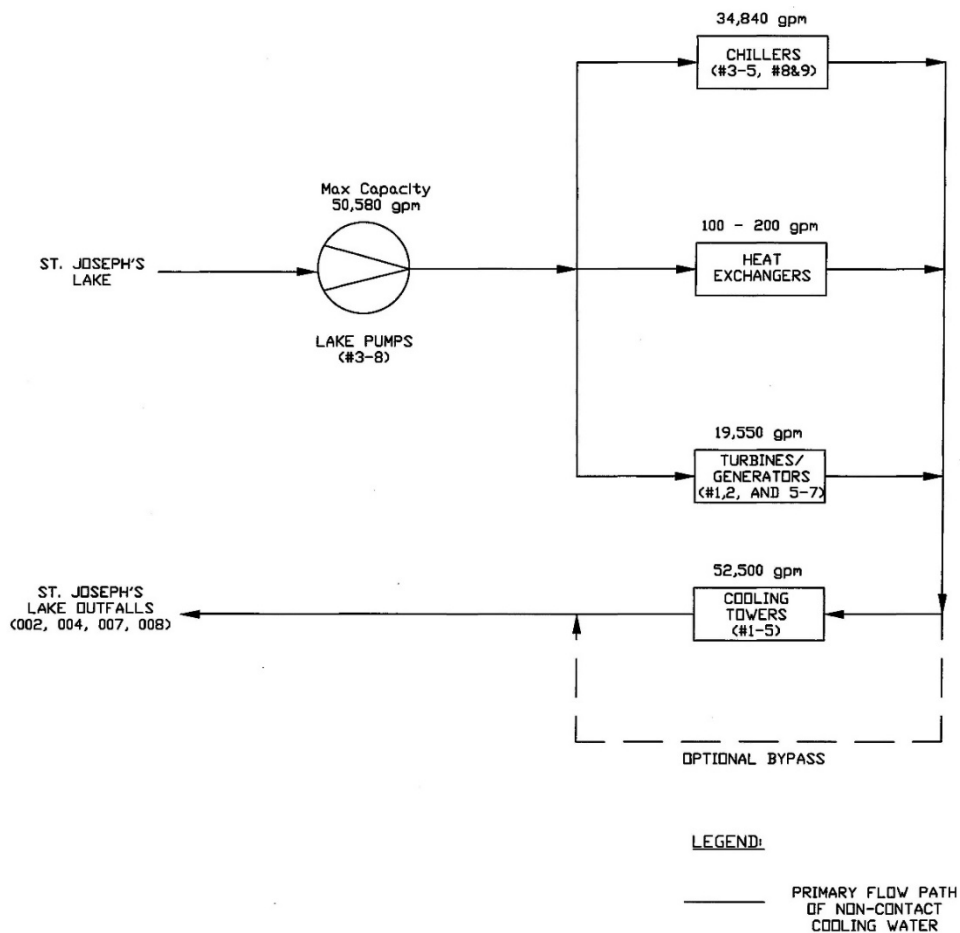 34,840 gpm
CHILLERS
(#3-5, #8&9)
Max Capacity
50,580 gpm
ST. JOSEPH'S
LAKE
LAKE PUMPS
(#3-8)
100 - 200 gpm
HEAT
EXCHANGERS
19,550 gpm
TURBINES/
GENERATORS
(#1,2, AND 5-7)
52,500 gpm
COOLING
TOWERS
(#1-5)
ST. JOSEPH'S
LAKE OUTFALLS
(002, 004, 007, 008)
OPTIONAL BYPASS
LEGEND:
PRIMARY FLOW PATH
OF NON-CONTACT
COOLING WATER